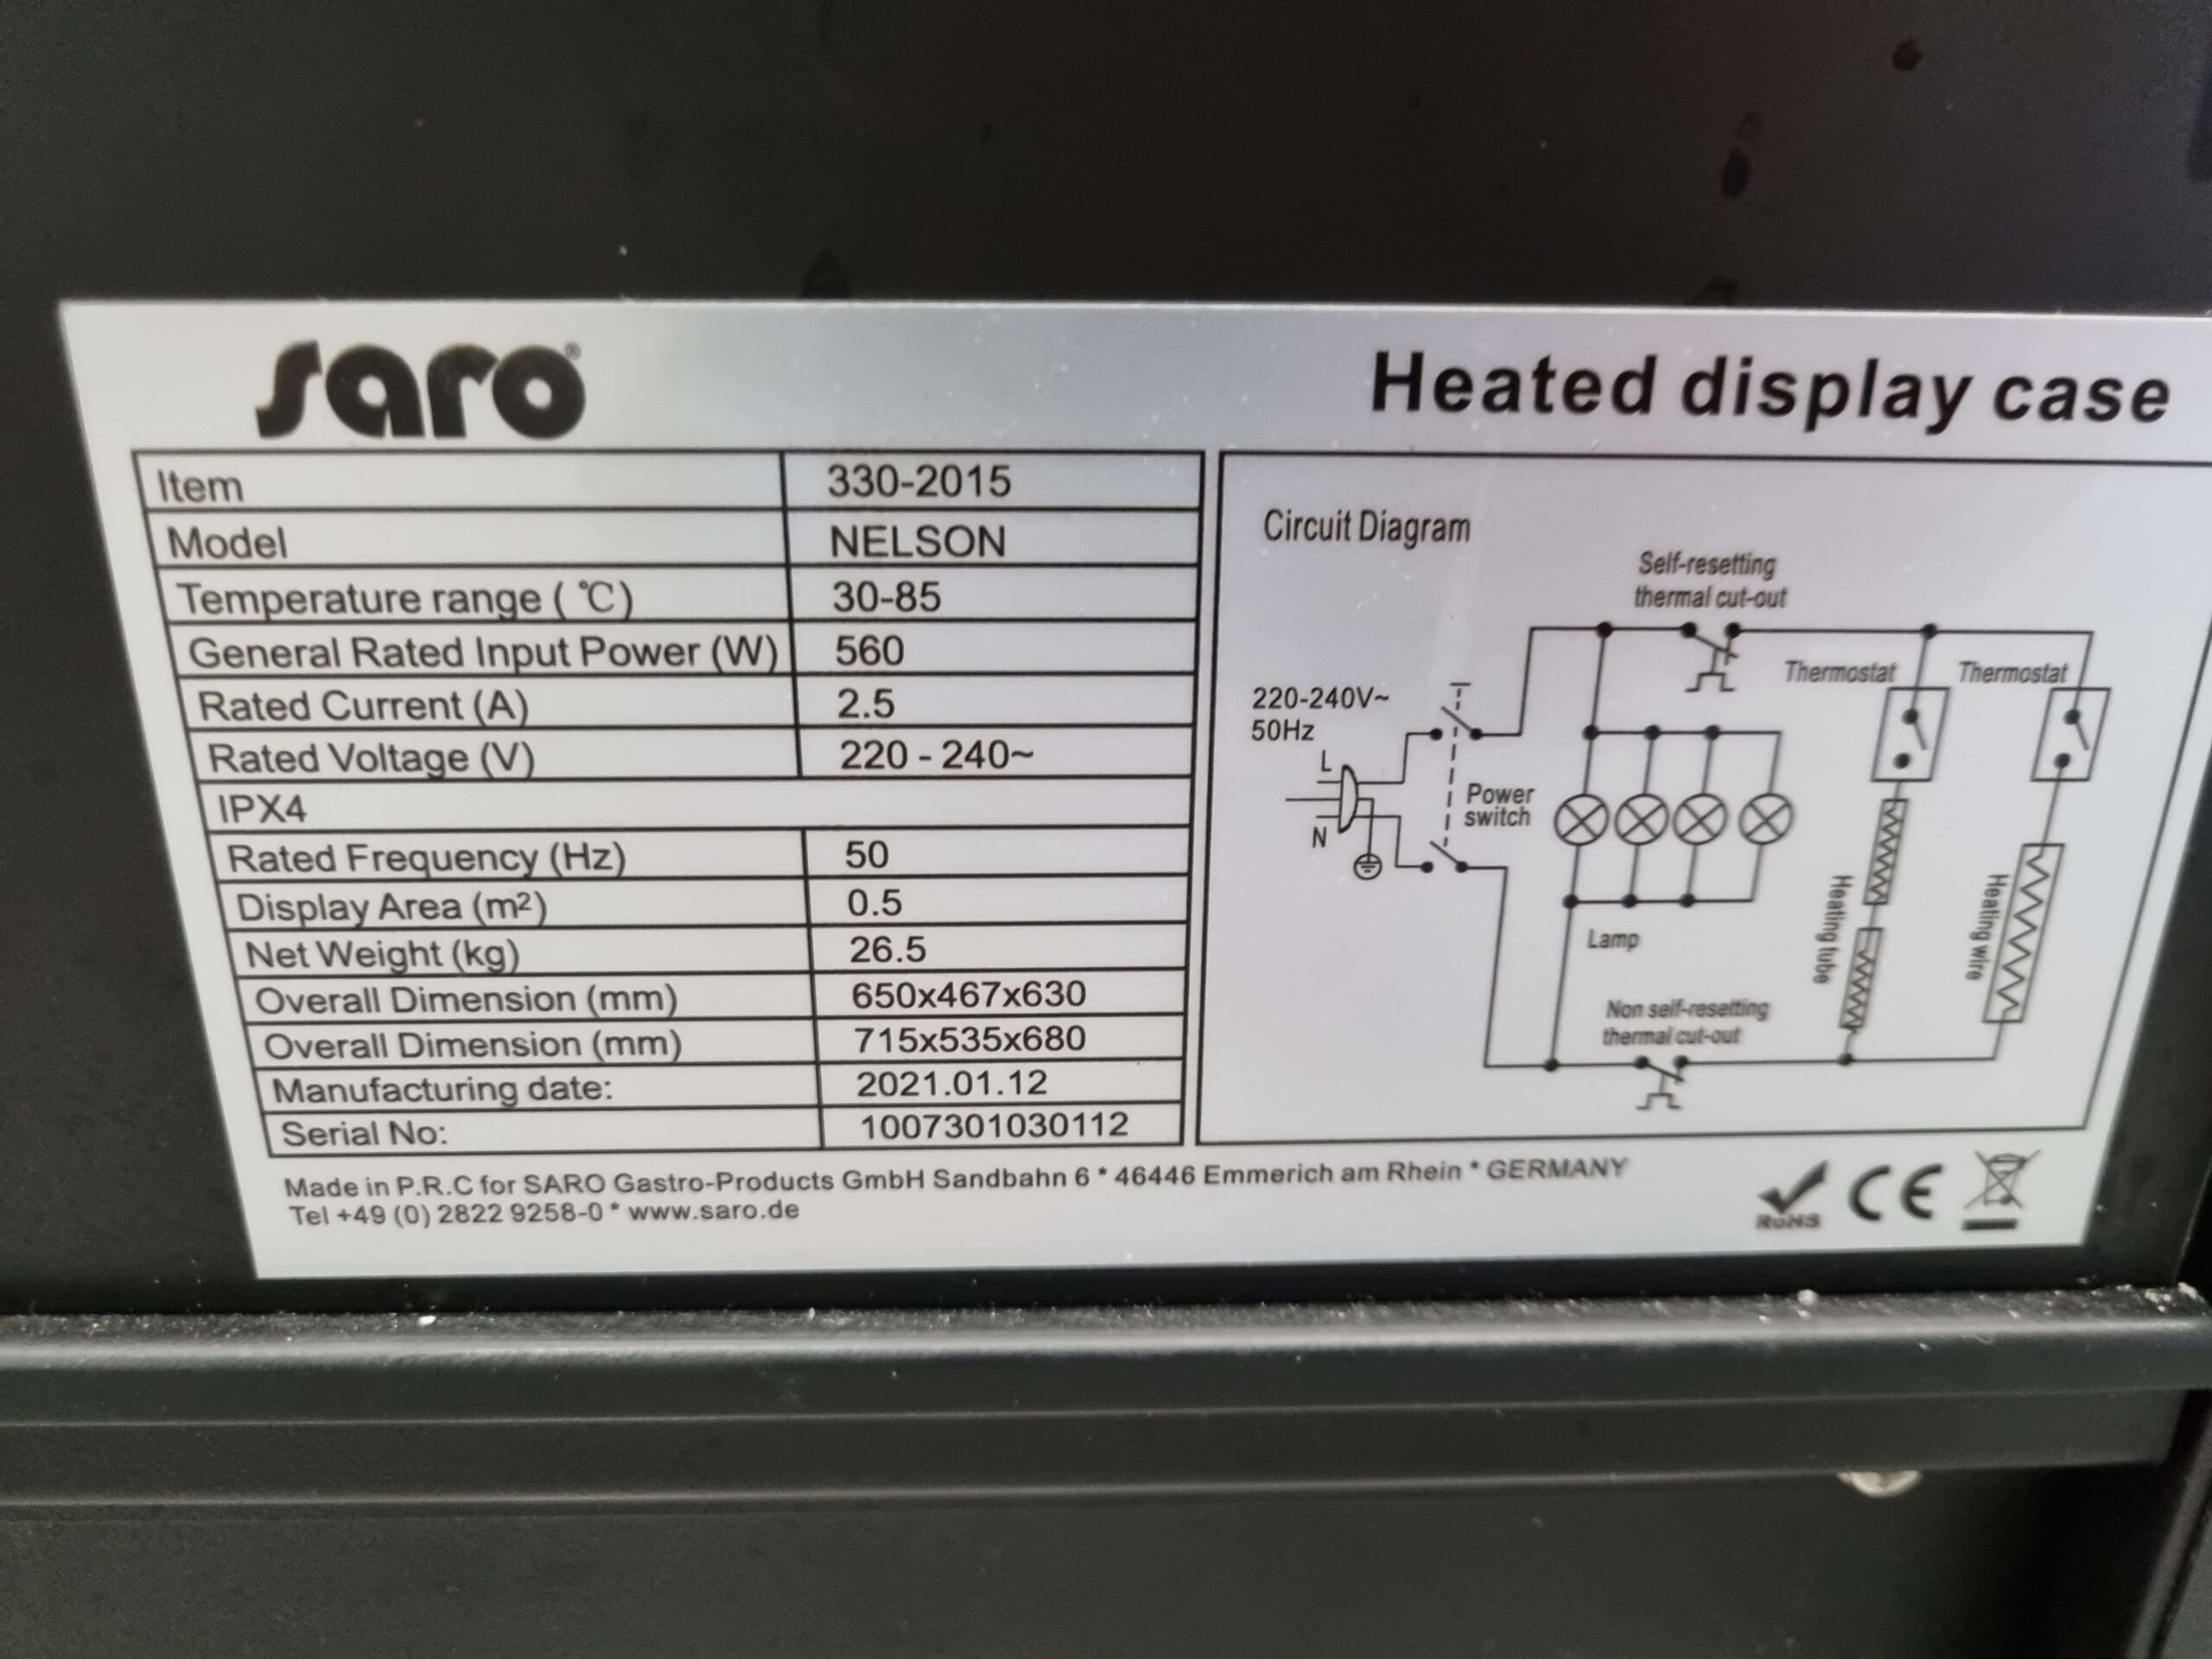 saro®
Heated display case
Item 330-2015
Model NELSON
Temperature range ( ℃) 30-85
General Rated Input Power (W) 560
Rated Current (A) 2.5
Rated Voltage (V) 220 - 240~
IPX4
Rated Frequency (Hz) 50
Display Area (m²) 0.5
Net Weight (kg) 26.5
Overall Dimension (mm) 650x467x630
Overall Dimension (mm) 715x535x680
Manufacturing date: 2021.01.12
Serial No: 1007301030112
Circuit Diagram
Self-resetting
thermal cut-out
Thermostat
Thermostat
220-240V~
50Hz
L
N
Power
switch
Lamp
Heating tube
Heating wire
Non self-resetting
thermal cut-out
Made in P.R.C for SARO Gastro-Products GmbH Sandbahn 6 * 46446 Emmerich am Rhein * GERMANY
Tel +49 (0) 2822 9258-0 * www.saro.de
RoHS
CE